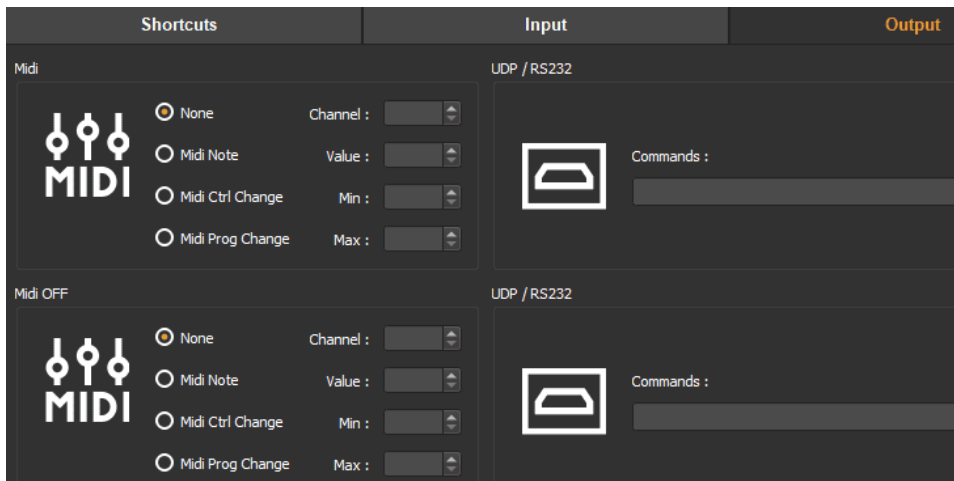 Shortcuts Input Output
Midi UDP / RS232
None Channel :
Midi Note Value : Commands :
MIDI
Midi Ctrl Change Min :
Midi Prog Change Max :
Midi OFF UDP / RS232
None Channel :
Midi Note Value : Commands :
MIDI
Midi Ctrl Change Min :
Midi Prog Change Max :